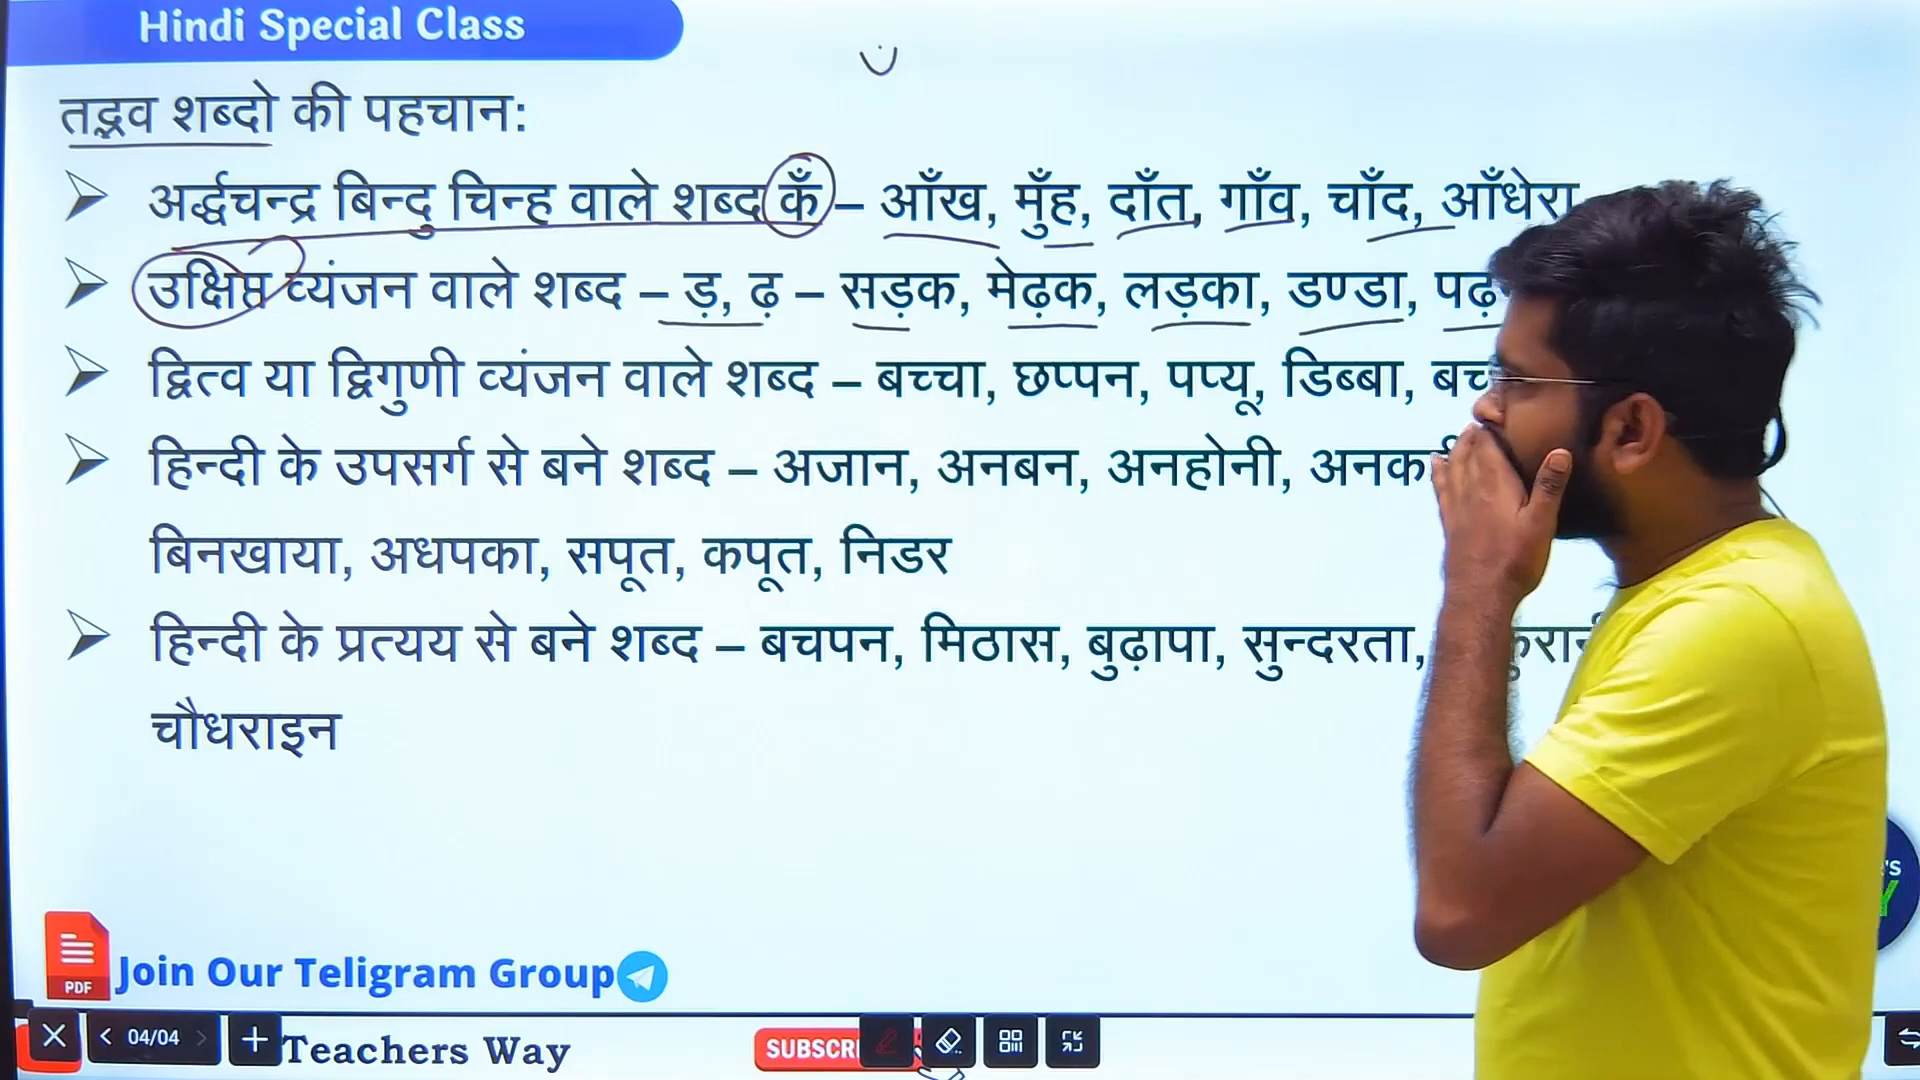 Hindi Special Class
तद्भव शब्दो की पहचान:
अर्द्धचन्द्र बिन्दु चिन्ह वाले शब्द कँ – आँख, मुँह, दाँत, गाँव, चाँद, आँधेरा
उक्षिप्त व्यंजन वाले शब्द – ड़, ढ़ – सड़क, मेढ़क, लड़का, डण्डा,
द्वित्व या द्विगुणी व्यंजन वाले शब्द – बच्चा, छप्पन, पप्यू, डिब्बा,
हिन्दी के उपसर्ग से बने शब्द – अजान, अनबन, अनहोनी,
बिनखाया, अधपका, सपूत, कपूत, निडर
हिन्दी के प्रत्यय से बने शब्द – बचपन, मिठास, बुढ़ापा, सुन्दरता,
चौधराइन
PDF Join Our Teligram Group
04/04 Teachers Way